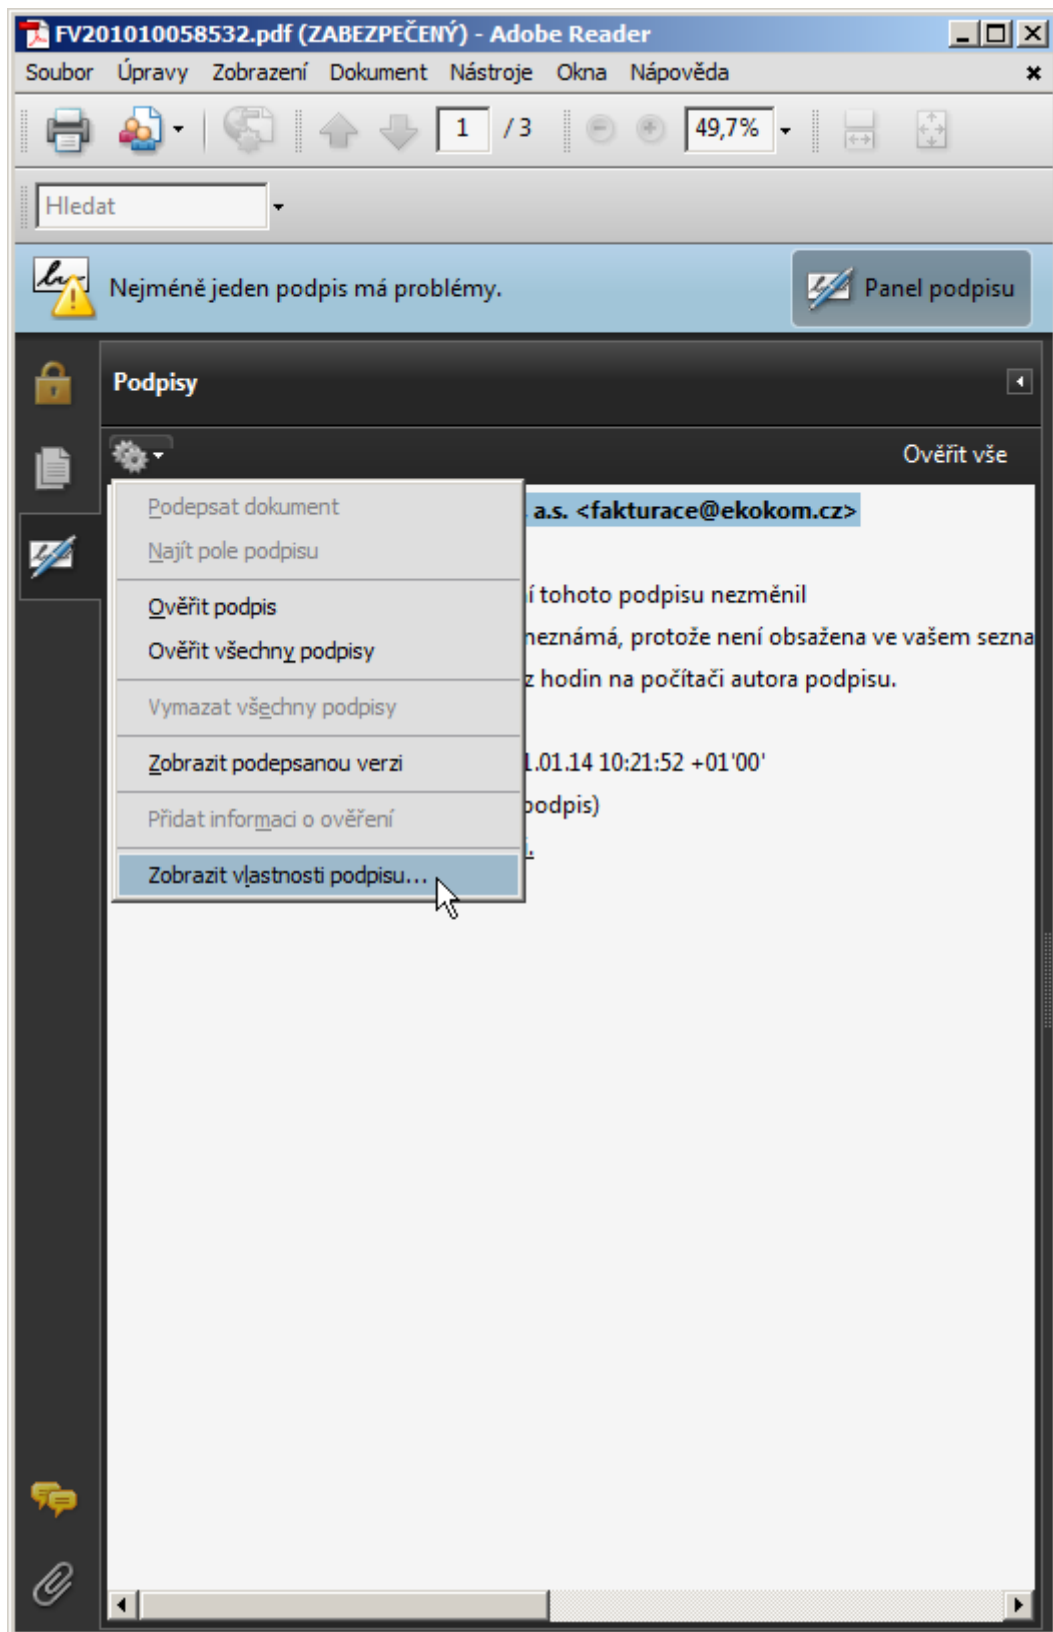 FV201010058532.pdf (ZABEZPEČENÝ) - Adobe Reader
Soubor Úpravy Zobrazení Dokument Nástroje Okna Nápověda
1 / 3 49,7%
Hledat
Nejméně jeden podpis má problémy. Panel podpisu
Podpisy
Ověřit vše
Podepsat dokument
a.s. <fakturace@ekokom.cz>
Najít pole podpisu
Ověřit podpis
í tohoto podpisu nezměnil
Ověřit všechny podpisy
neznámá, protože není obsažena ve vašem sezna
z hodin na počítači autora podpisu.
Vymazat všechny podpisy
Zobrazit podepsanou verzi
1.01.14 10:21:52 +01'00'
Přidat informaci o ověření
podpis)
Zobrazit vlastnosti podpisu...